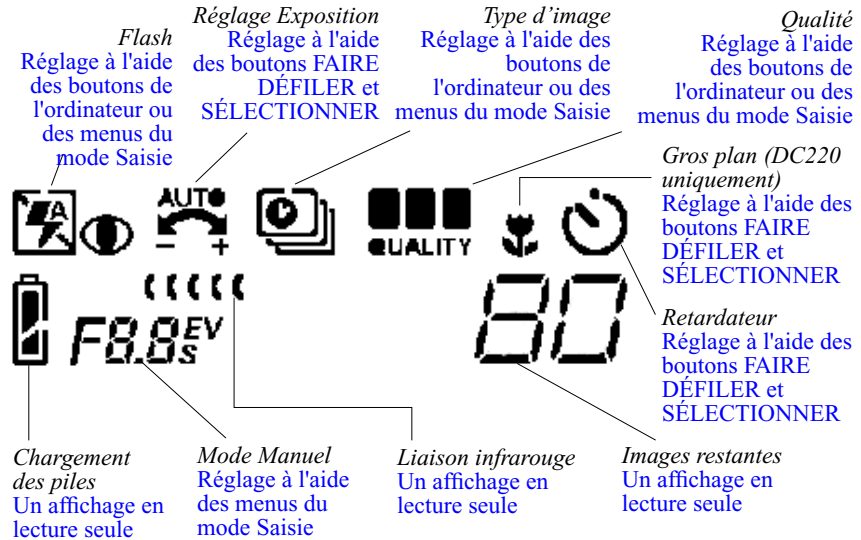 Flash
Réglage à l'aide
des boutons de
l'ordinateur ou
des menus du
mode Saisie
Réglage Exposition
Réglage à l'aide
des boutons FAIRE
DÉFILER et
SÉLECTIONNER
Type d’image
Réglage à l'aide des
boutons de
l'ordinateur ou des
menus du mode Saisie
Qualité
Réglage à l'aide
des boutons de
l'ordinateur ou des
menus du mode Saisie
Gros plan (DC220
uniquement)
Réglage à l'aide des
boutons FAIRE
DÉFILER et
SÉLECTIONNER
A
AUTO
- +
QUALITY
F8.8 EV S
80
Retardateur
Réglage à l'aide des
boutons FAIRE
DÉFILER et
SÉLECTIONNER
Chargement
des piles
Un affichage en
lecture seule
Mode Manuel
Réglage à l'aide
des menus du
mode Saisie
Liaison infrarouge
Un affichage en
lecture seule
Images restantes
Un affichage en
lecture seule